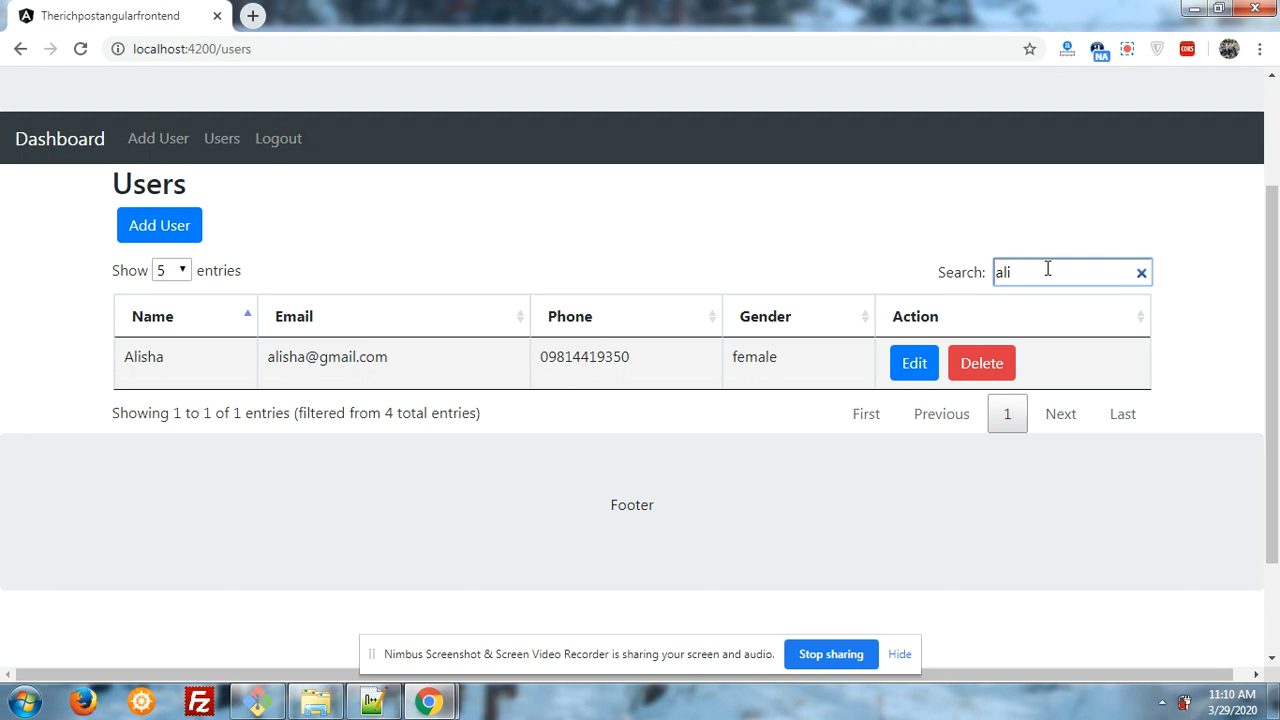 Therichpostangularfrontend
localhost:4200/users
NA
CORS
Dashboard Add User Users Logout
Users
Add User
Show 5 entries
Search: ali
Name Email Phone Gender Action
Alisha alisha@gmail.com 09814419350 female Edit Delete
Showing 1 to 1 of 1 entries (filtered from 4 total entries)
First Previous 1 Next Last
Footer
Nimbus Screenshot & Screen Video Recorder is sharing your screen and audio. Stop sharing Hide
11:10 AM
3/29/2020